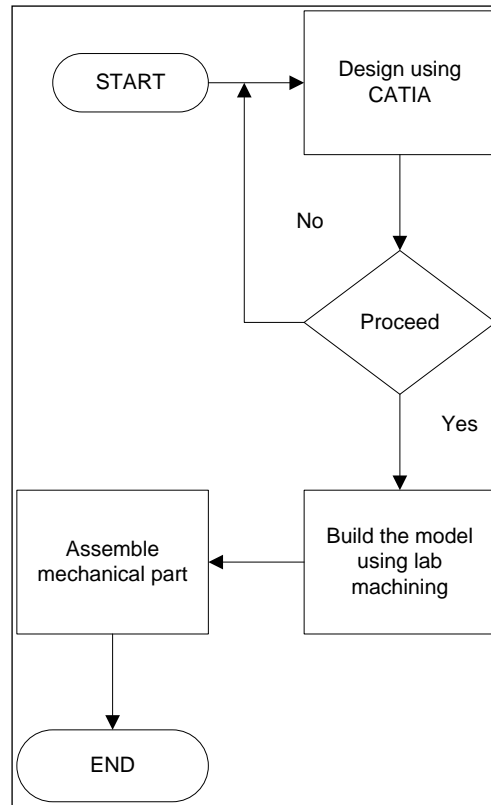 START
Design using
CATIA
No
Proceed
Yes
Build the model
using lab
machining
Assemble
mechanical part
END